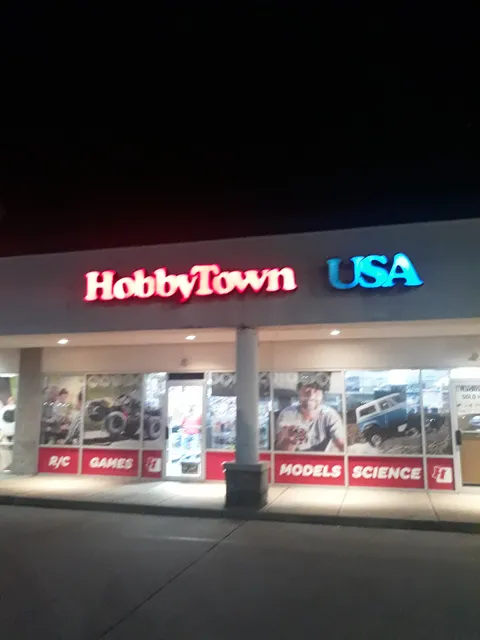 HobbyTown USA
R/C GAMES H MODELS SCIENCE H